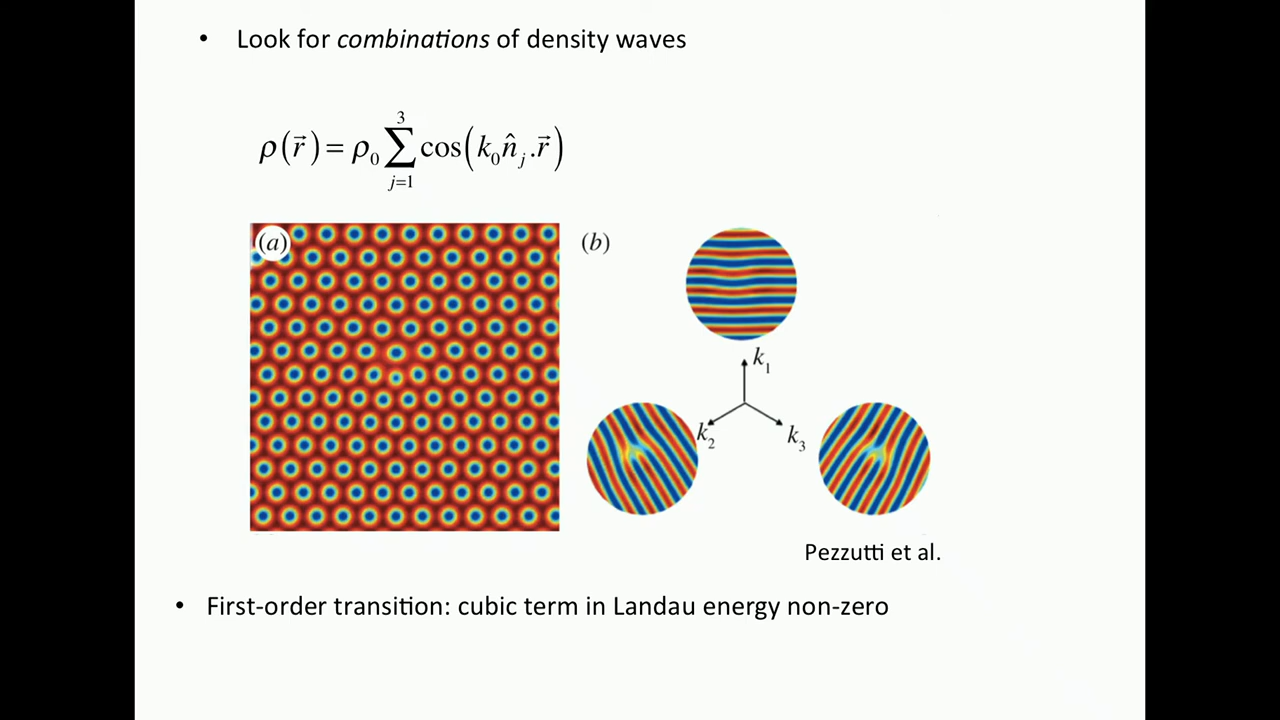 • Look for combinations of density waves
ρ(r⃗) = ρ₀ ∑_{j=1}^{3} cos(k₀n̂ⱼ.r⃗)
(a) (b)
k₁
k₂ k₃
Pezzutti et al.
• First-order transition: cubic term in Landau energy non-zero